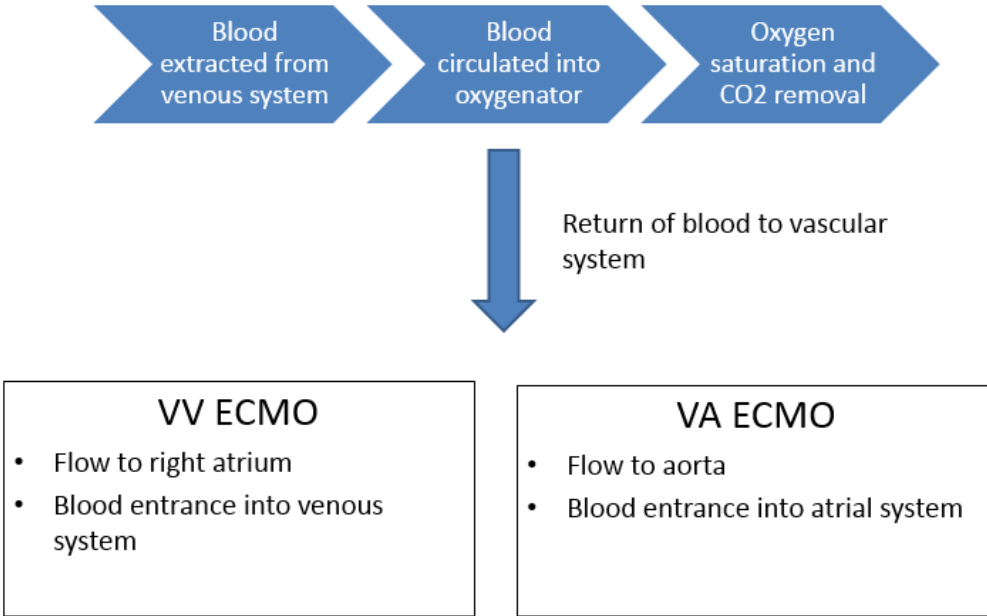 Blood
extracted from
venous system
Blood
circulated into
oxygenator
Oxygen
saturation and
CO2 removal
Return of blood to vascular
system
VV ECMO
• Flow to right atrium
• Blood entrance into venous
system
VA ECMO
• Flow to aorta
• Blood entrance into atrial system